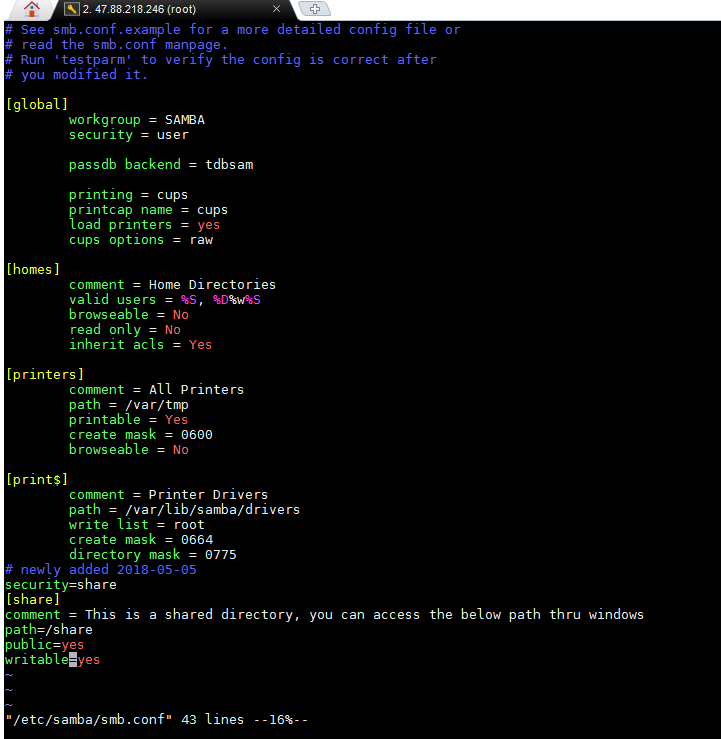 2. 47.88.218.246 (root)
# See smb.conf.example for a more detailed config file or
# read the smb.conf manpage.
# Run 'testparm' to verify the config is correct after
# you modified it.
[global]
workgroup = SAMBA
security = user
passdb backend = tdbsam
printing = cups
printcap name = cups
load printers = yes
cups options = raw
[homes]
comment = Home Directories
valid users = %S, %D%w%S
browseable = No
read only = No
inherit acls = Yes
[printers]
comment = All Printers
path = /var/tmp
printable = Yes
create mask = 0600
browseable = No
[print$]
comment = Printer Drivers
path = /var/lib/samba/drivers
write list = root
create mask = 0664
directory mask = 0775
# newly added 2018-05-05
security=share
[share]
comment = This is a shared directory, you can access the below path thru windows
path=/share
public=yes
writable=yes
~
~
~
"/etc/samba/smb.conf" 43 lines --16%--